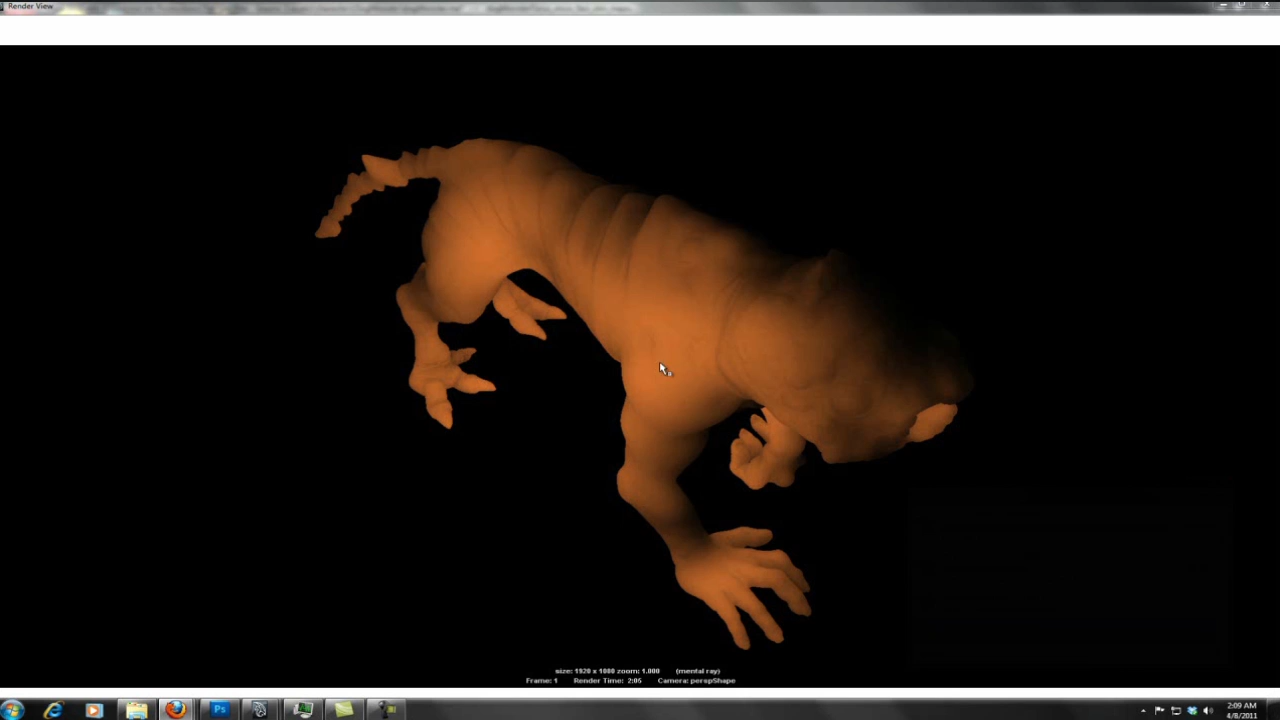 Render View
size: 1920 x 1080 zoom: 1.000 (mental ray)
Frame: 1 Render Time: 2:05 Camera: perspShape
Ps
2:09 AM
4/8/2011